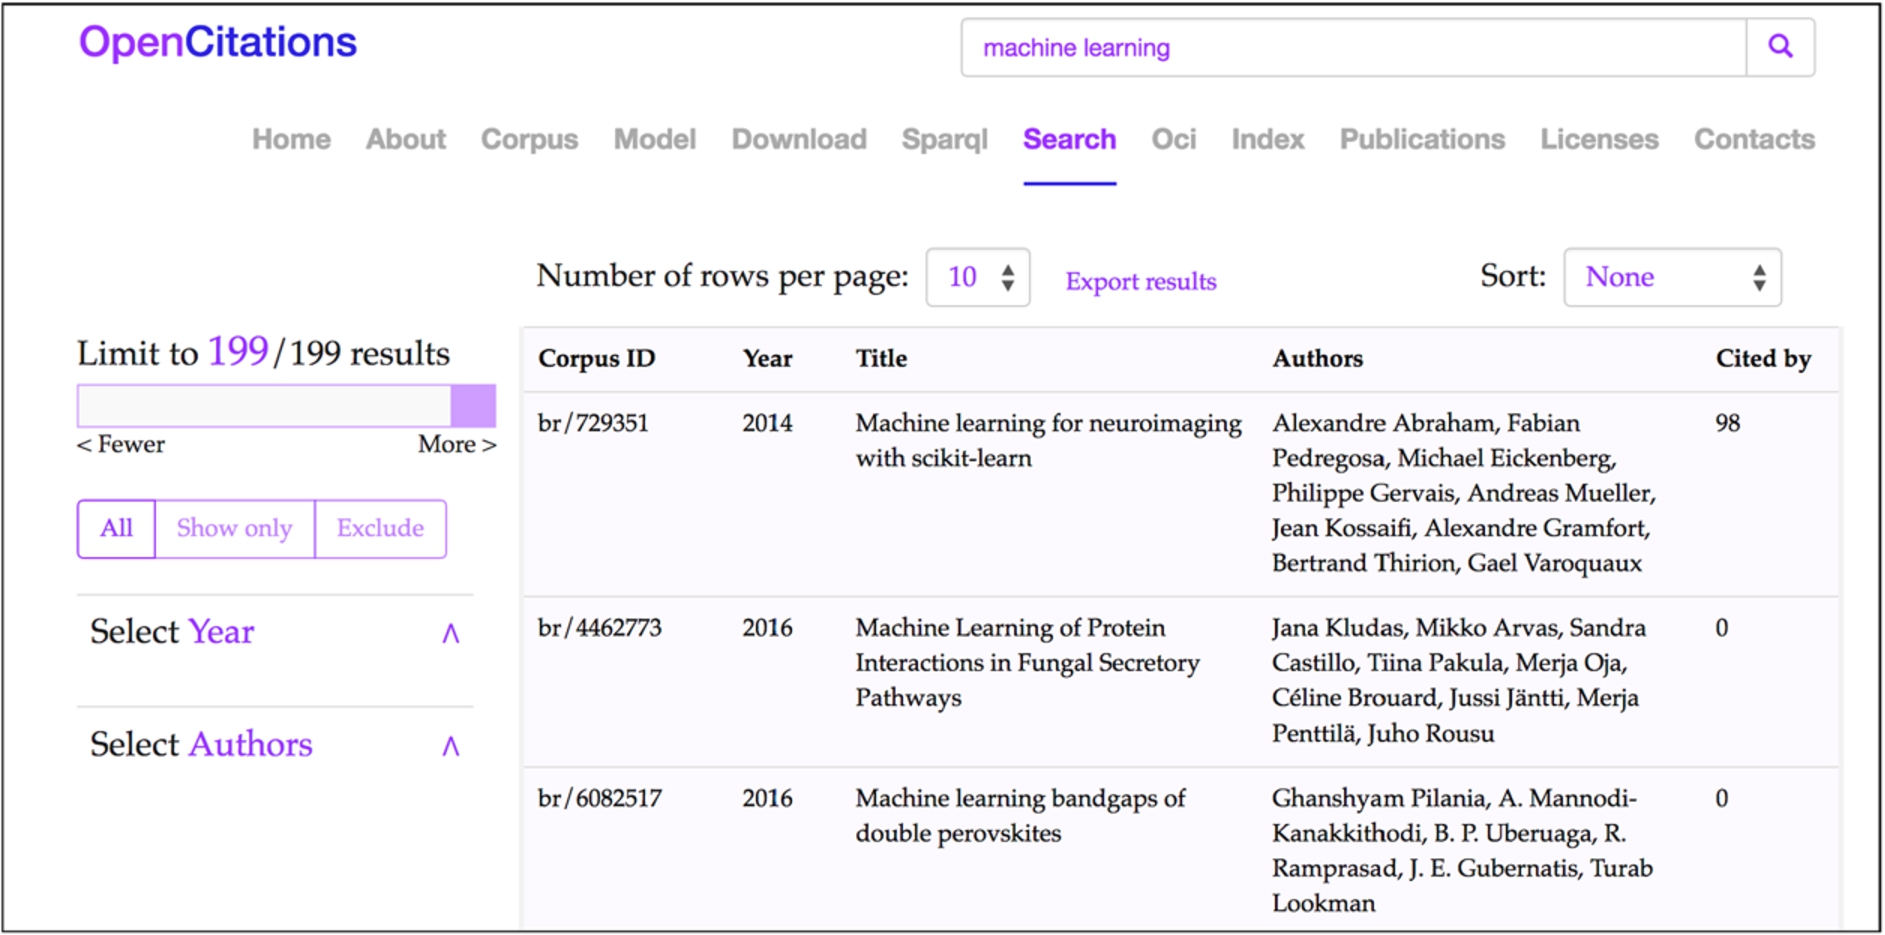 OpenCitations
machine learning
Home About Corpus Model Download Sparql Search Oci Index Publications Licenses Contacts
Number of rows per page: 10 Export results Sort: None
Limit to 199/199 results
< Fewer More >
All Show only Exclude
Select Year ∧
Select Authors ∧
Corpus ID Year Title Authors Cited by
br/729351 2014 Machine learning for neuroimaging Alexandre Abraham, Fabian 98
with scikit-learn Pedregosa, Michael Eickenberg,
Philippe Gervais, Andreas Mueller,
Jean Kossaifi, Alexandre Gramfort,
Bertrand Thirion, Gael Varoquaux
br/4462773 2016 Machine Learning of Protein Jana Kludas, Mikko Arvas, Sandra 0
Interactions in Fungal Secretory Castillo, Tiina Pakula, Merja Oja,
Pathways Céline Brouard, Jussi Jäntti, Merja
Penttilä, Juho Rousu
br/6082517 2016 Machine learning bandgaps of Ghanshyam Pilania, A. Mannodi- 0
double perovskites Kanakkithodi, B. P. Uberuaga, R.
Ramprasad, J. E. Gubernatis, Turab
Lookman